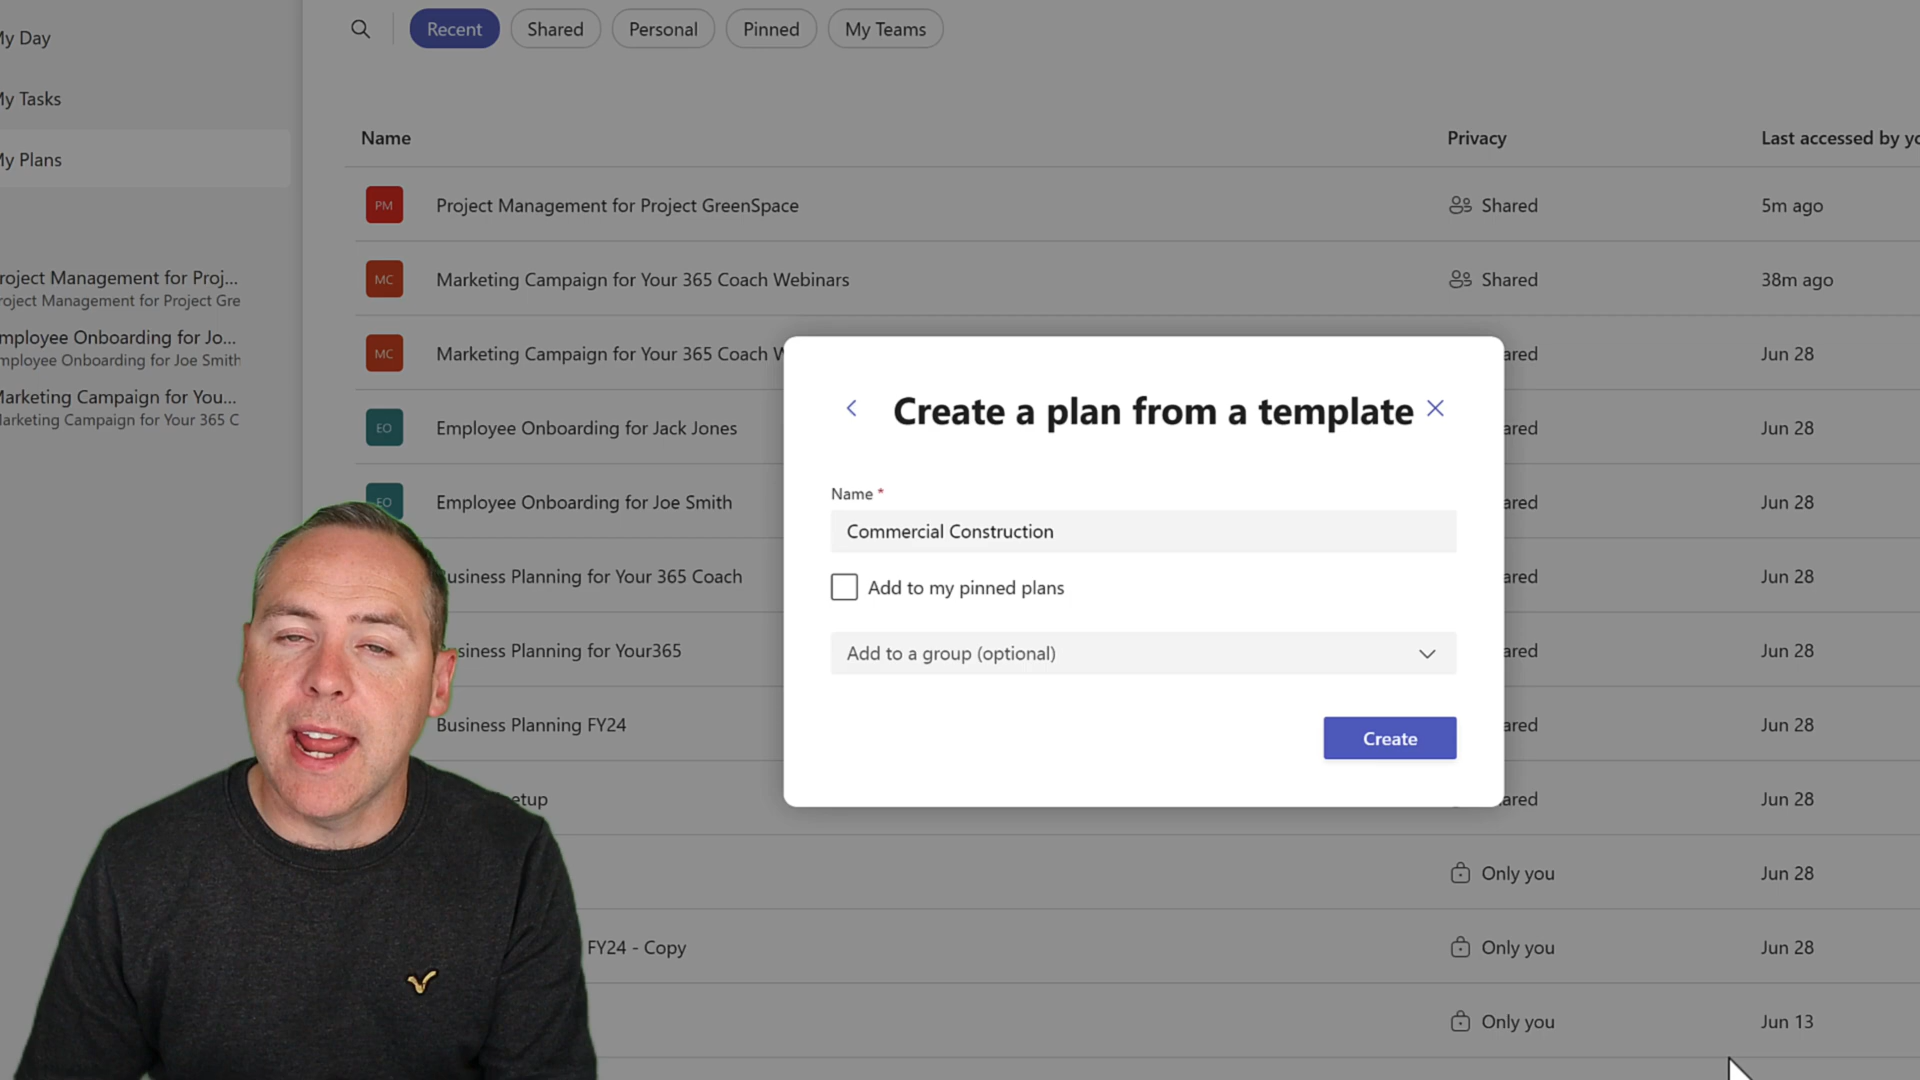 Recent Shared Personal Pinned My Teams
My Day
My Tasks
My Plans
Name Privacy Last accessed by yo
PM Project Management for Project GreenSpace Shared 5m ago
roject Management for Proj...
roject Management for Project Gre
MC Marketing Campaign for Your 365 Coach Webinars Shared 38m ago
mployee Onboarding for Jo...
mployee Onboarding for Joe Smith
MC Marketing Campaign for Your 365 Coach W ared Jun 28
Marketing Campaign for You...
arketing Campaign for Your 365 C
EO Employee Onboarding for Jack Jones ared Jun 28
EO Employee Onboarding for Joe Smith ared Jun 28
usiness Planning for Your 365 Coach ared Jun 28
siness Planning for Your365 ared Jun 28
Business Planning FY24 ared Jun 28
etup ared Jun 28
Only you Jun 28
FY24 - Copy Only you Jun 28
Only you Jun 13
Create a plan from a template
Name *
Commercial Construction
Add to my pinned plans
Add to a group (optional)
Create